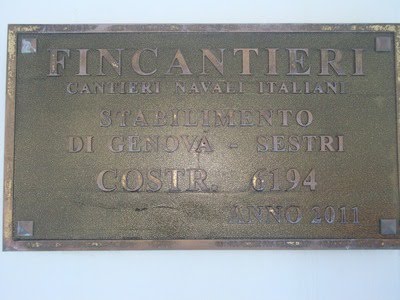 FINCANTIERI
CANTIERI NAVALI ITALIANI
STABILIMENTO
DI GENOVA - SESTRI
COSTR. 6194
ANNO 2011